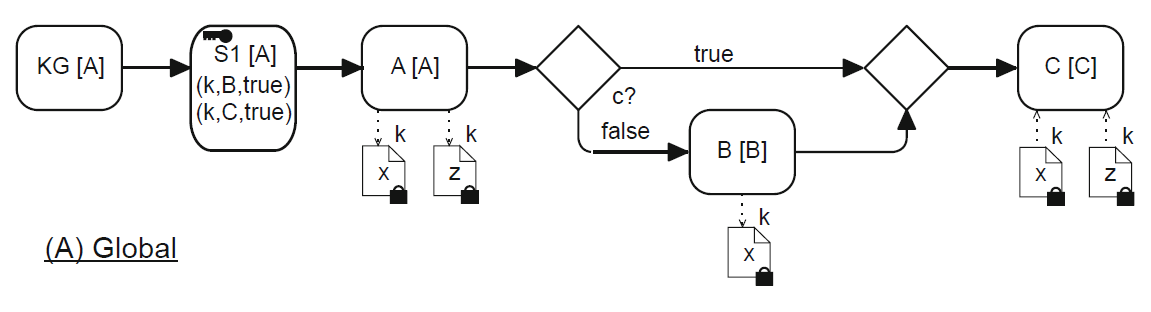 KG [A]
S1 [A]
(k,B,true)
(k,C,true)
A [A]
true
c?
false
B [B]
C [C]
k
k
x
z
k
k
x
z
k
x
(A) Global